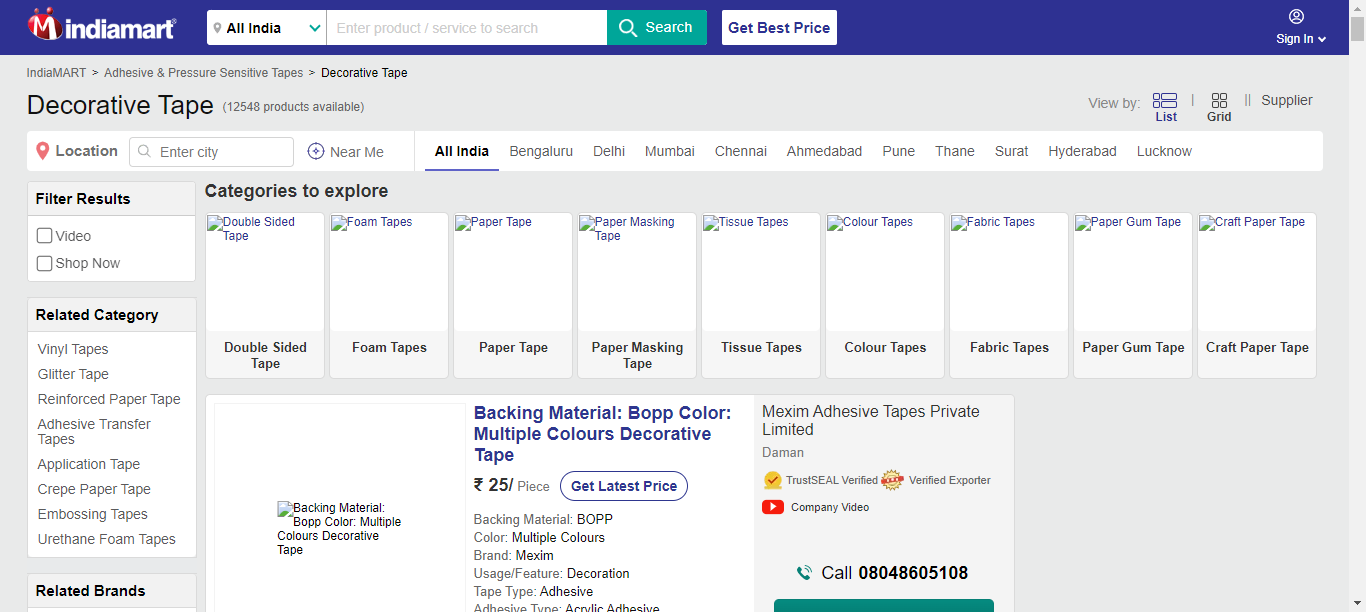 indiamart
All India
Enter product / service to search
Search
Get Best Price
Sign In
IndiaMART > Adhesive & Pressure Sensitive Tapes > Decorative Tape
Decorative Tape (12548 products available)
View by:
List
Grid
Supplier
Location
Enter city
Near Me
All India Bengaluru Delhi Mumbai Chennai Ahmedabad Pune Thane Surat Hyderabad Lucknow
Filter Results
Video
Shop Now
Related Category
Vinyl Tapes
Glitter Tape
Reinforced Paper Tape
Adhesive Transfer
Tapes
Application Tape
Crepe Paper Tape
Embossing Tapes
Urethane Foam Tapes
Related Brands
Categories to explore
Double Sided
Tape
Foam Tapes
Paper Tape
Paper Masking
Tape
Tissue Tapes
Colour Tapes
Fabric Tapes
Paper Gum Tape
Craft Paper Tape
Double Sided
Tape
Foam Tapes
Paper Tape
Paper Masking
Tape
Tissue Tapes
Colour Tapes
Fabric Tapes
Paper Gum Tape
Craft Paper Tape
Backing Material:
Bopp Color: Multiple
Colours Decorative
Tape
Backing Material: Bopp Color:
Multiple Colours Decorative
Tape
₹ 25/ Piece
Get Latest Price
Backing Material: BOPP
Color: Multiple Colours
Brand: Mexim
Usage/Feature: Decoration
Tape Type: Adhesive
Adhesive Type: Acrylic Adhesive
Mexim Adhesive Tapes Private
Limited
Daman
TrustSEAL Verified
Verified Exporter
Company Video
Call 08048605108